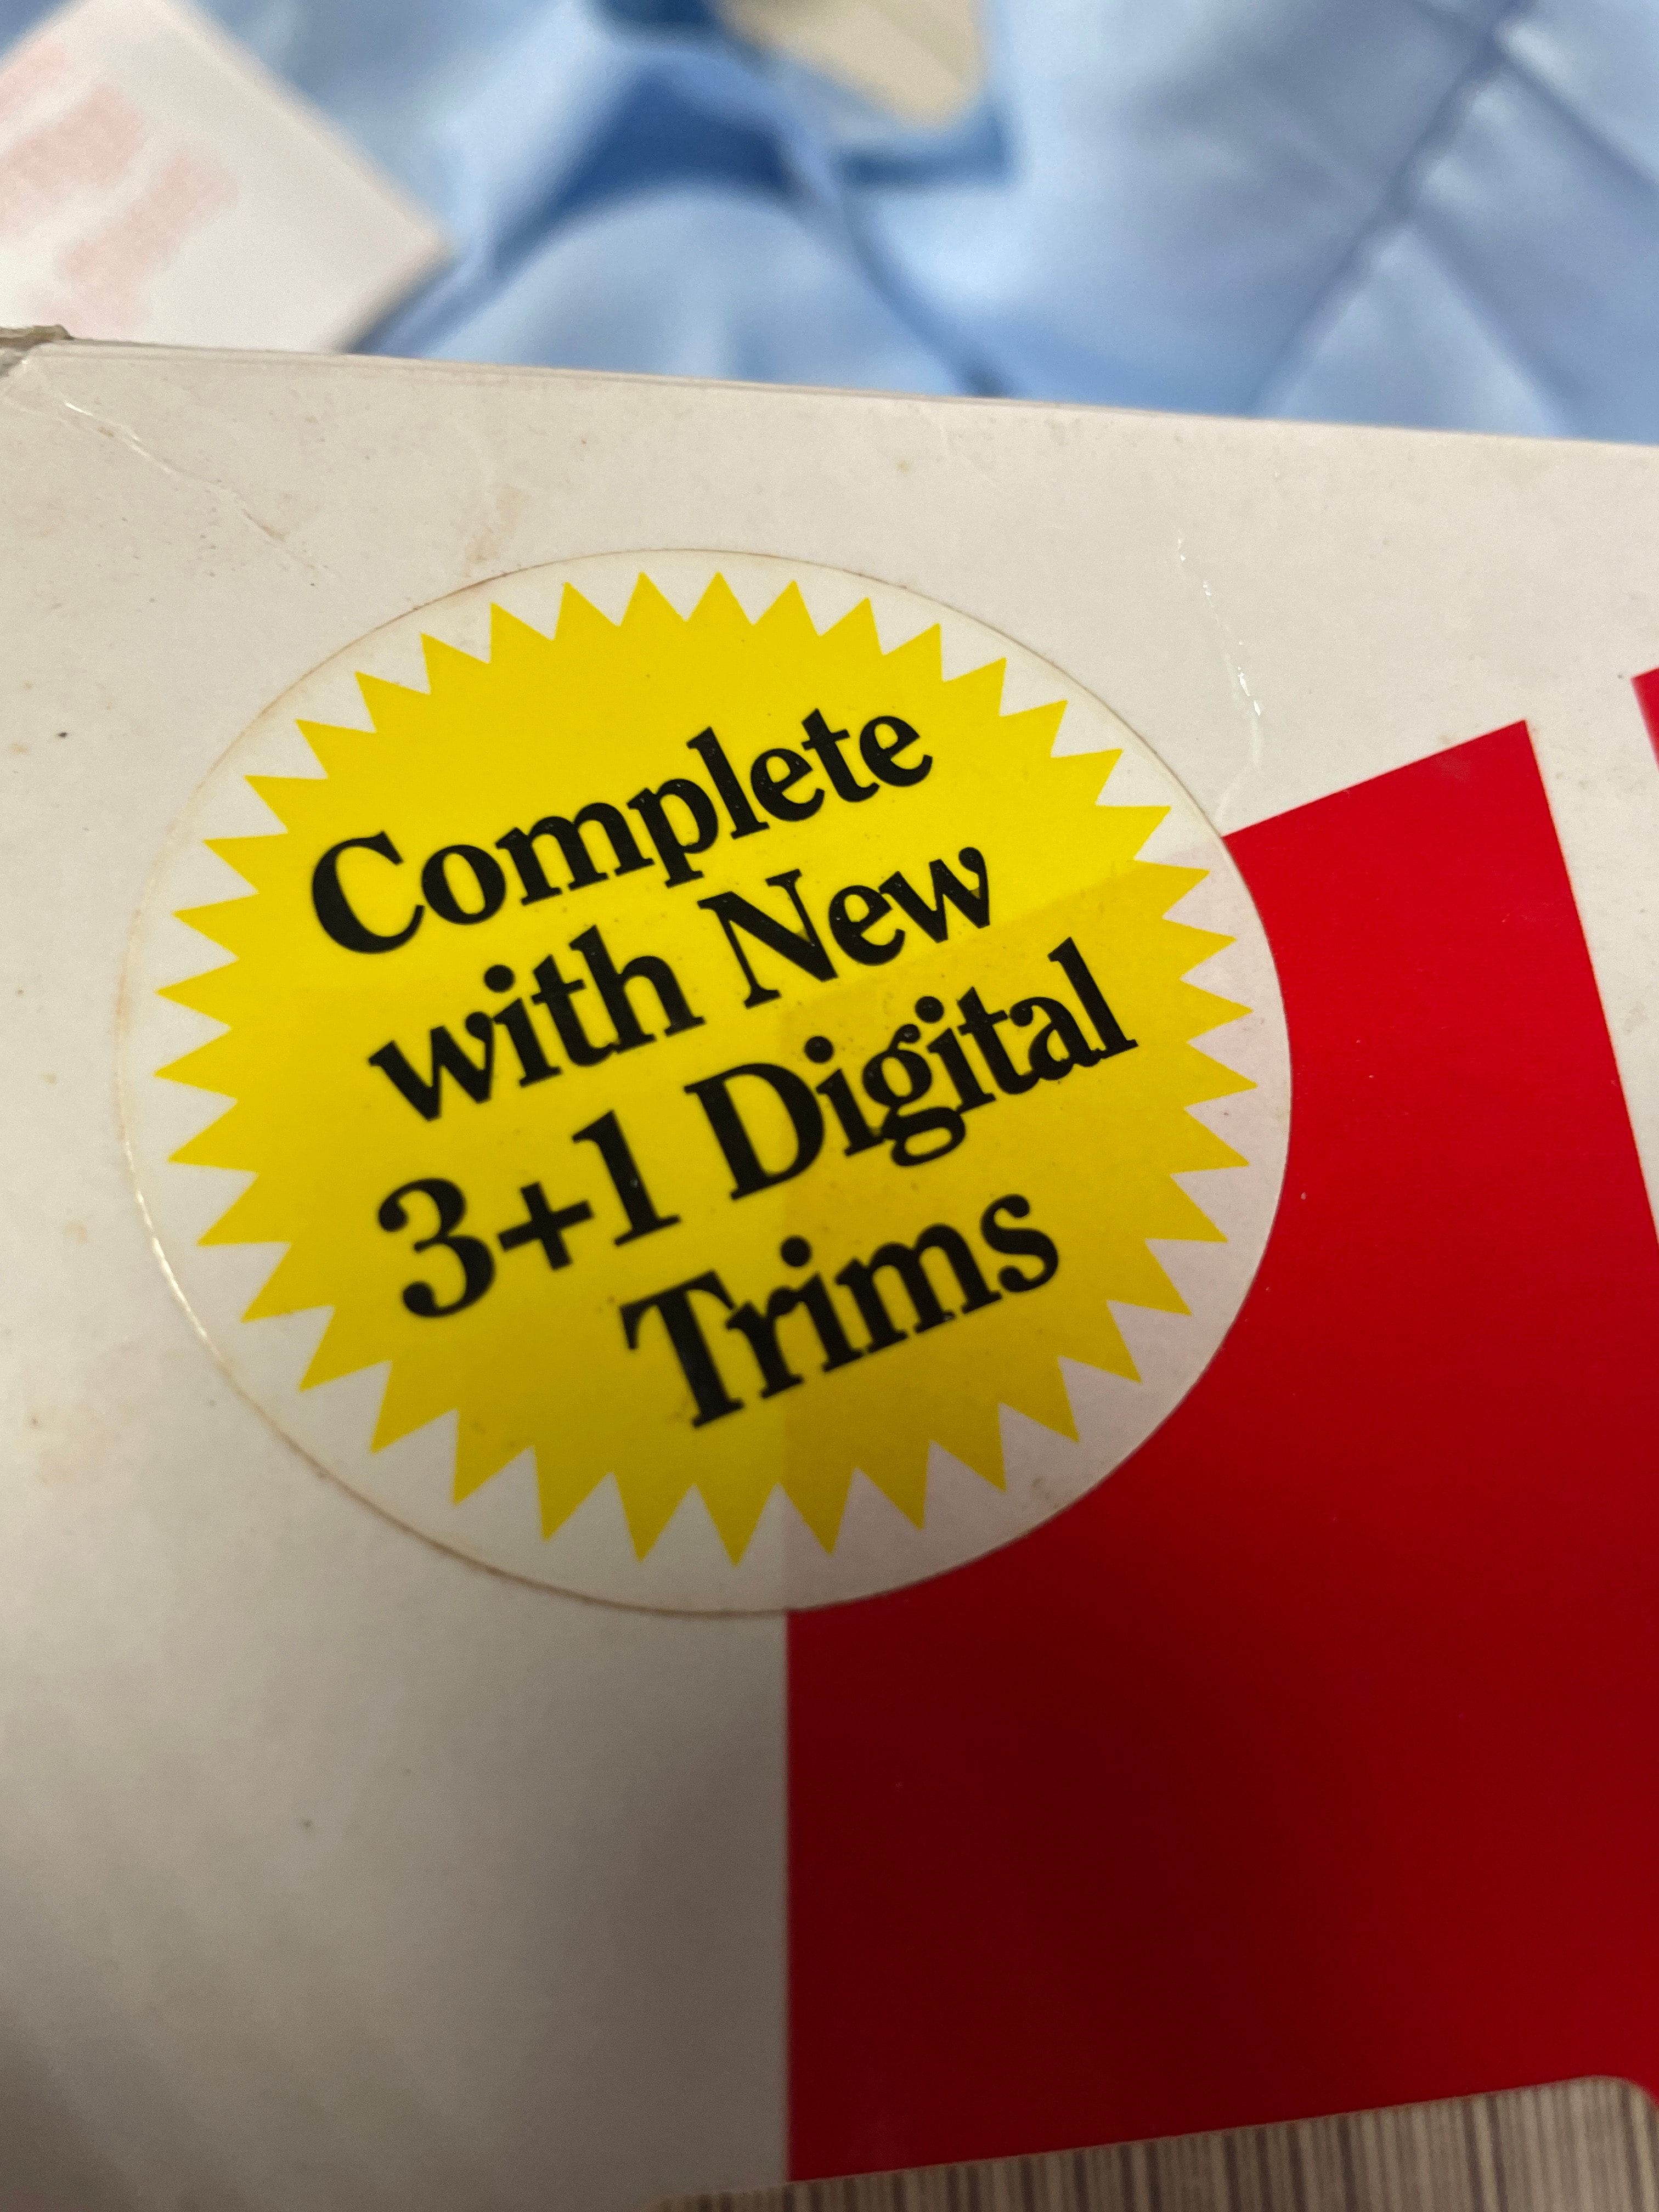 Complete
with New
3+1 Digital
Trims